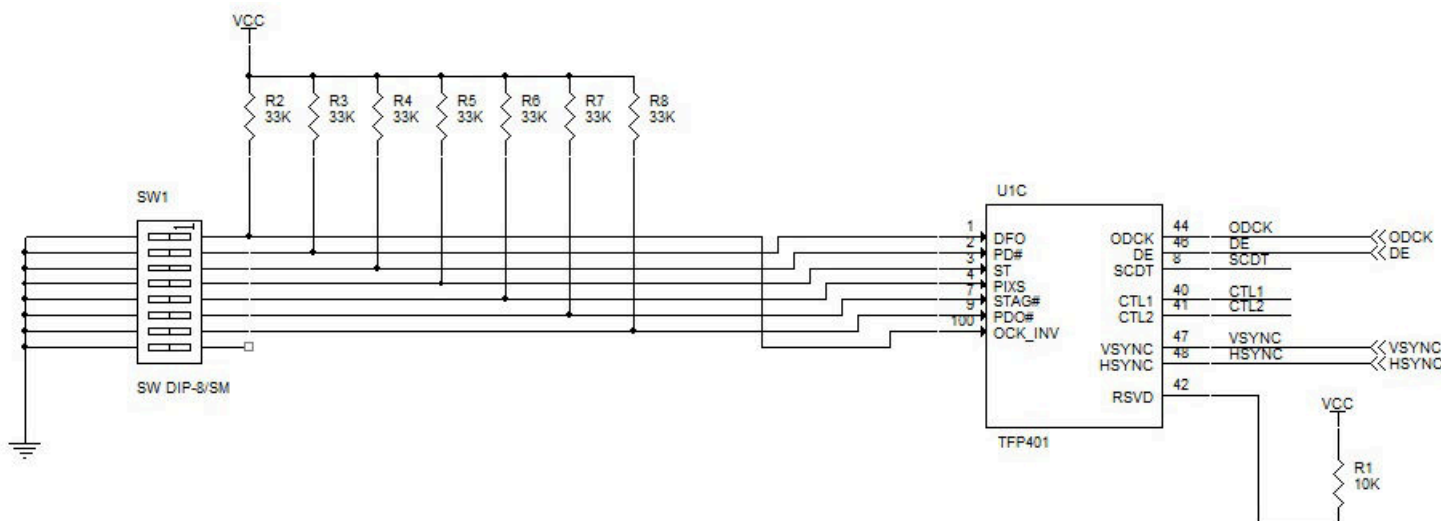 VCC
R2
33K
R3
33K
R4
33K
R5
33K
R6
33K
R7
33K
R8
33K
SW1
1
SW DIP-8/SM
U1C
1
DFO
2
PD#
3
ST
4
PIXS
7
STAG#
9
PDO#
100
OCK_INV
ODCK
44
ODCK
ODCK
DE
46
DE
DE
SCDT
8
SCDT
CTL1
40
CTL1
CTL2
41
CTL2
VSYNC
47
VSYNC
VSYNC
HSYNC
48
HSYNC
HSYNC
RSVD
42
TFP401
VCC
R1
10K